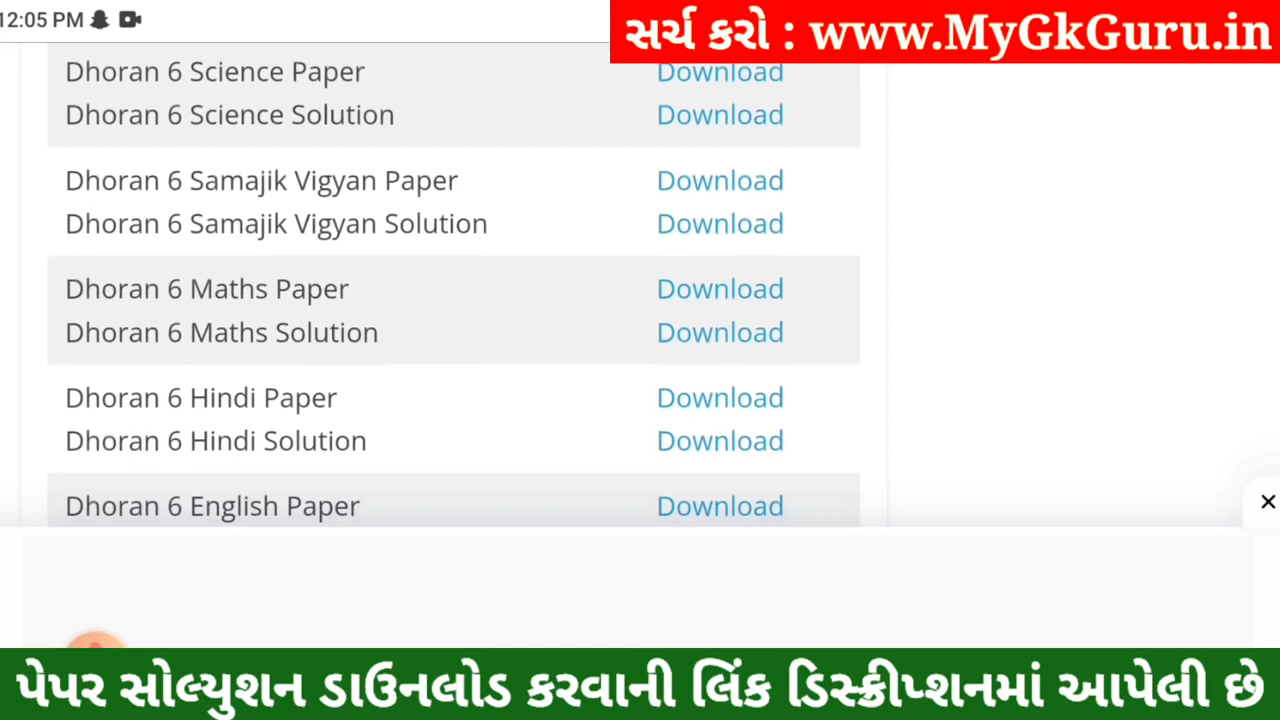 12:05 PM
સર્ચ કરો : www.MyGkGuru.in
Dhoran 6 Science Paper Download
Dhoran 6 Science Solution Download
Dhoran 6 Samajik Vigyan Paper Download
Dhoran 6 Samajik Vigyan Solution Download
Dhoran 6 Maths Paper Download
Dhoran 6 Maths Solution Download
Dhoran 6 Hindi Paper Download
Dhoran 6 Hindi Solution Download
Dhoran 6 English Paper Download
પેપર સોલ્યુશન ડાઉનલોડ કરવાની લિંક ડિસ્ક્રીપ્શનમાં આપેલી છે